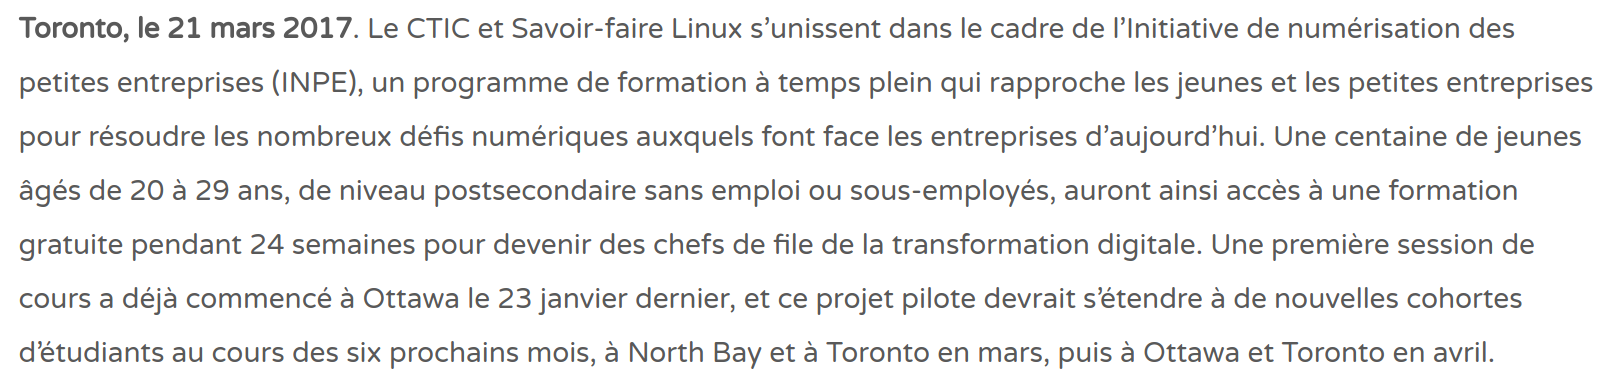 Toronto, le 21 mars 2017. Le CTIC et Savoir-faire Linux s’unissent dans le cadre de l’Initiative de numérisation des
petites entreprises (INPE), un programme de formation à temps plein qui rapproche les jeunes et les petites entreprises
pour résoudre les nombreux défis numériques auxquels font face les entreprises d’aujourd’hui. Une centaine de jeunes
âgés de 20 à 29 ans, de niveau postsecondaire sans emploi ou sous-employés, auront ainsi accès à une formation
gratuite pendant 24 semaines pour devenir des chefs de file de la transformation digitale. Une première session de
cours a déjà commencé à Ottawa le 23 janvier dernier, et ce projet pilote devrait s’étendre à de nouvelles cohortes
d’étudiants au cours des six prochains mois, à North Bay et à Toronto en mars, puis à Ottawa et Toronto en avril.